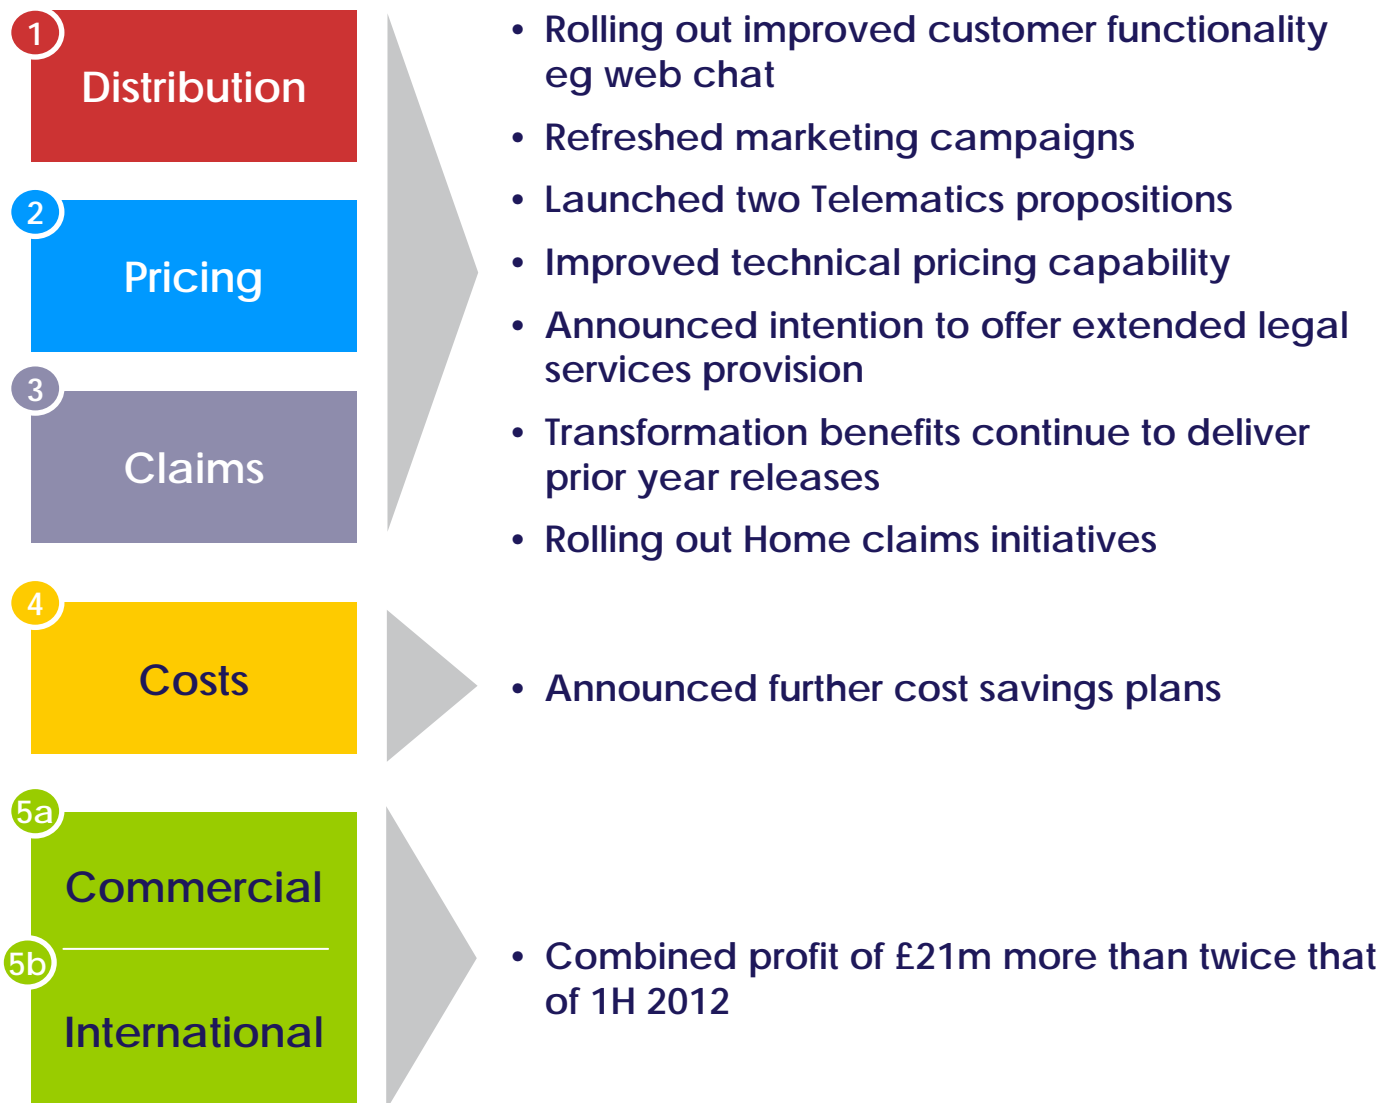 1
Distribution
2
Pricing
3
Claims
• Rolling out improved customer functionality
eg web chat
• Refreshed marketing campaigns
• Launched two Telematics propositions
• Improved technical pricing capability
• Announced intention to offer extended legal
services provision
• Transformation benefits continue to deliver
prior year releases
• Rolling out Home claims initiatives
4
Costs
• Announced further cost savings plans
5a
Commercial
5b
International
• Combined profit of £21m more than twice that
of 1H 2012